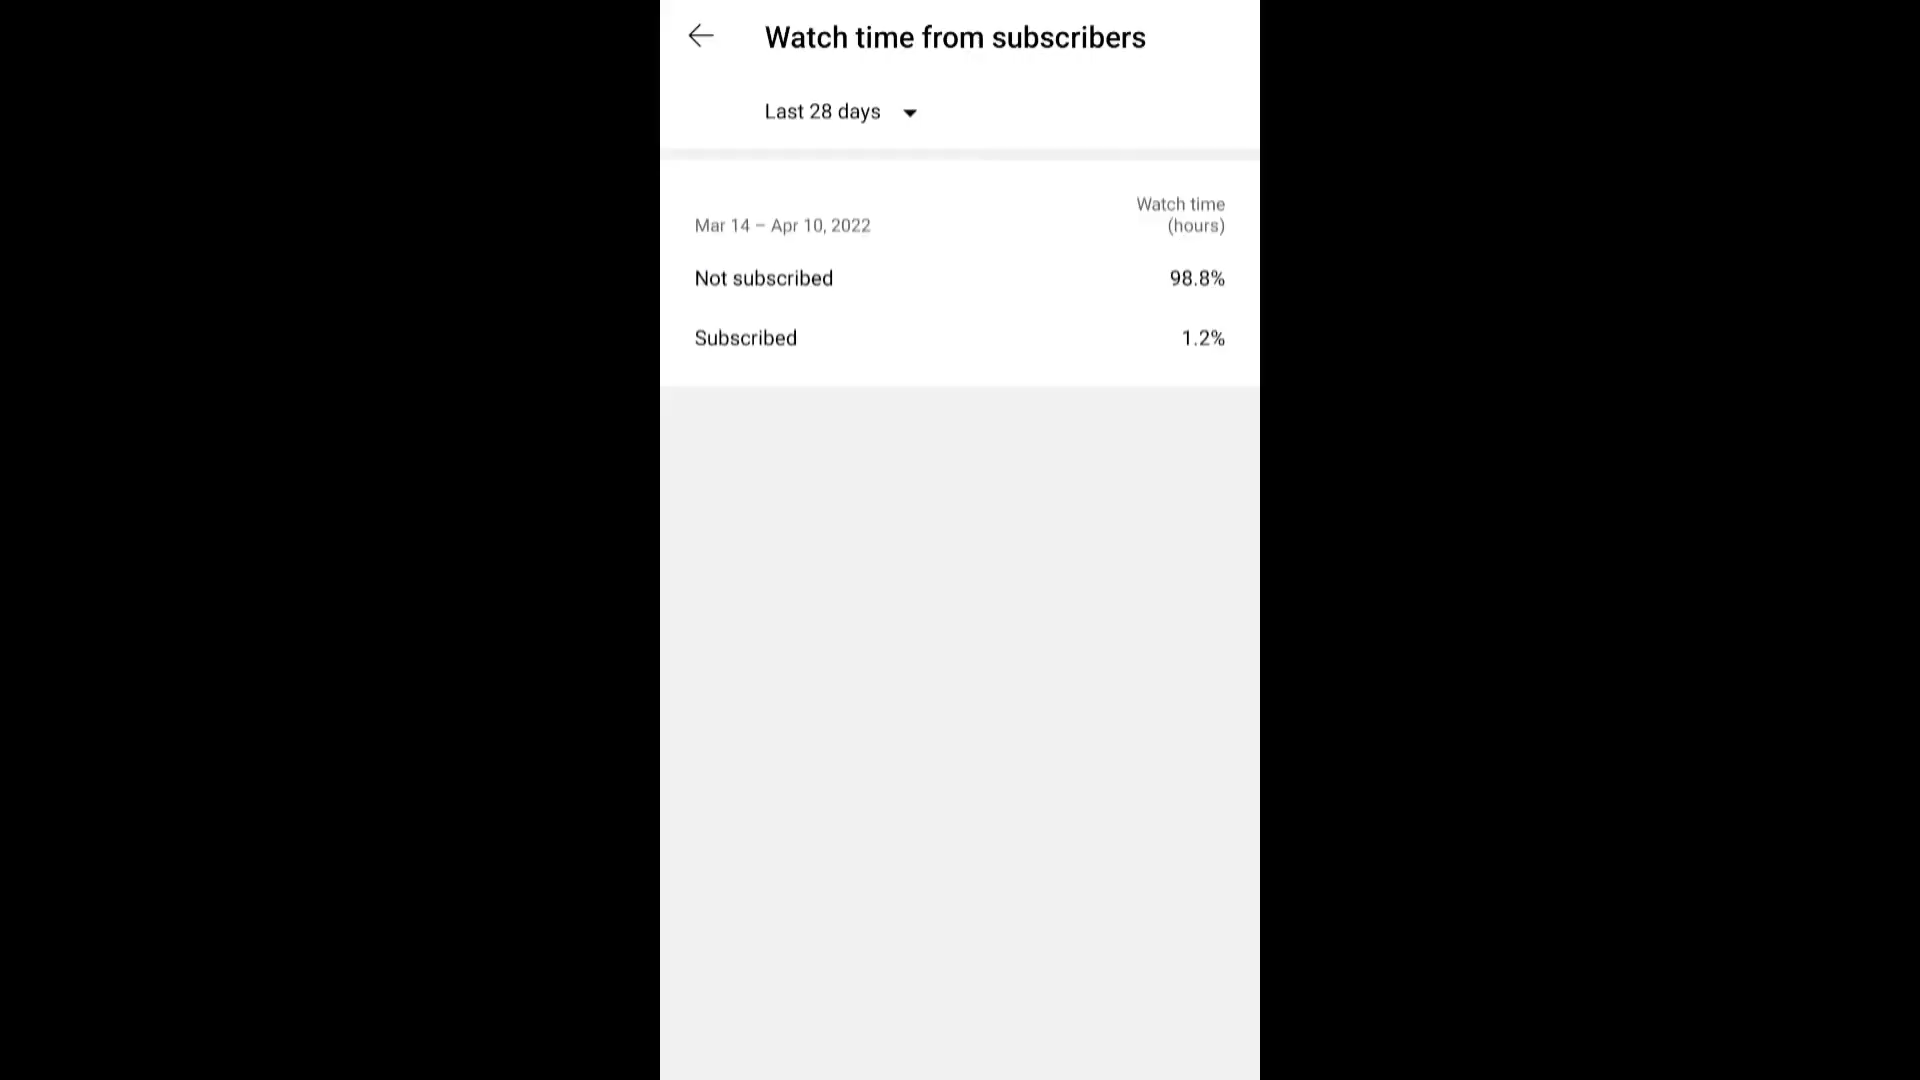 Watch time from subscribers
Last 28 days
Watch time
(hours)
Mar 14 – Apr 10, 2022
Not subscribed 98.8%
Subscribed 1.2%